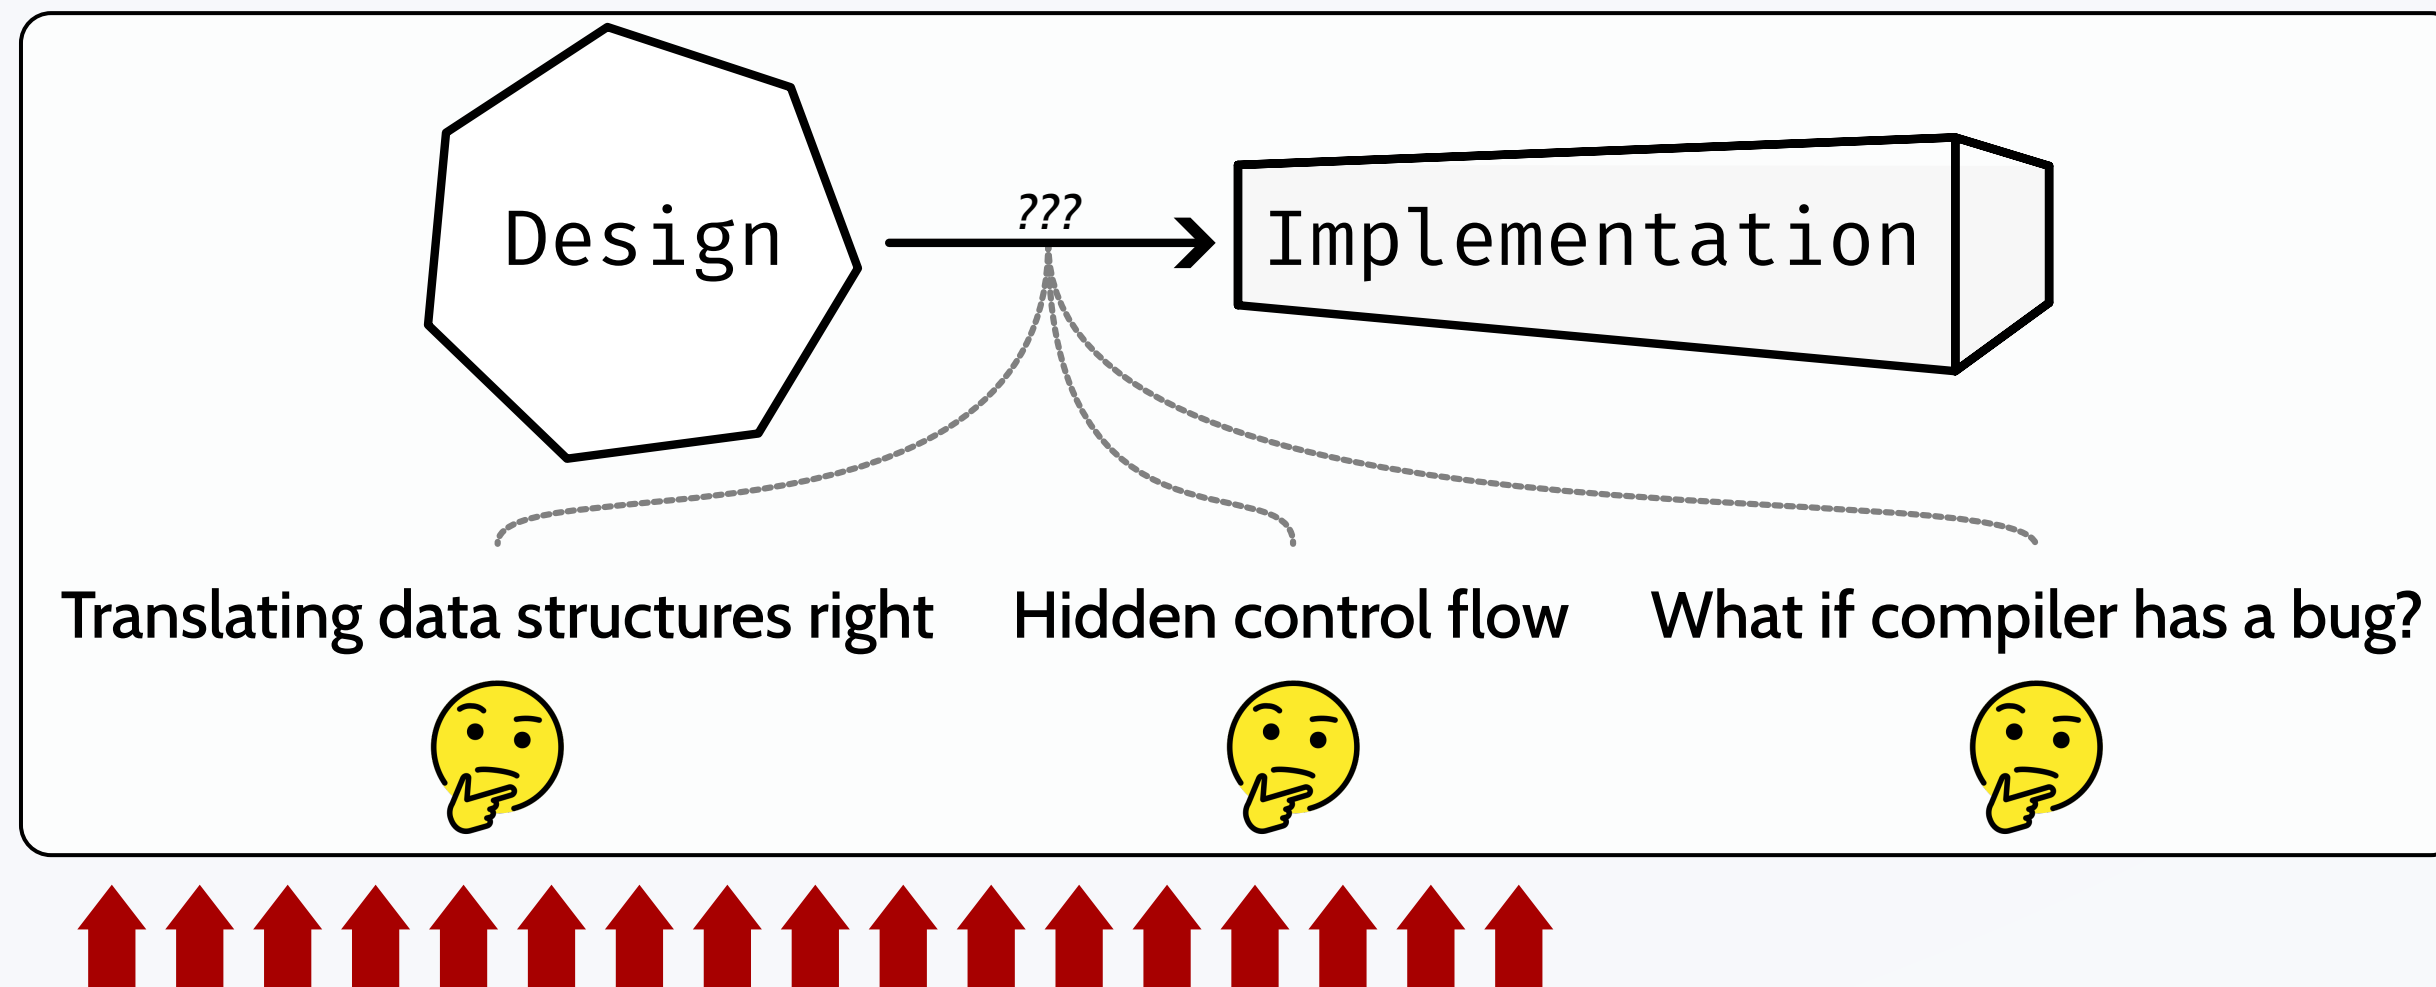 Design
???
Implementation
Translating data structures right
Hidden control flow
What if compiler has a bug?